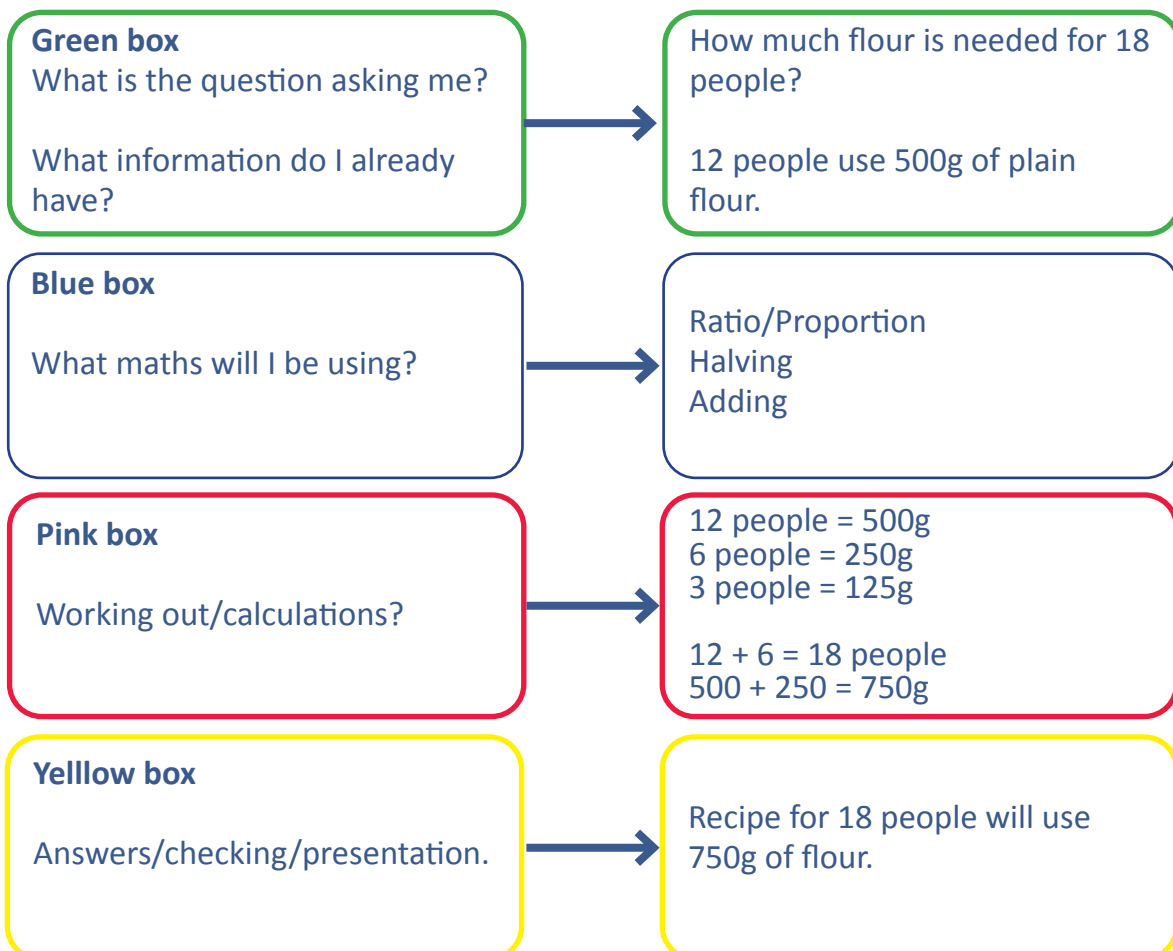 Green box
What is the question asking me?
What information do I already
have?
How much flour is needed for 18
people?
12 people use 500g of plain
flour.
Blue box
What maths will I be using?
Ratio/Proportion
Halving
Adding
Pink box
Working out/calculations?
12 people = 500g
6 people = 250g
3 people = 125g
12 + 6 = 18 people
500 + 250 = 750g
Yelllow box
Answers/checking/presentation.
Recipe for 18 people will use
750g of flour.